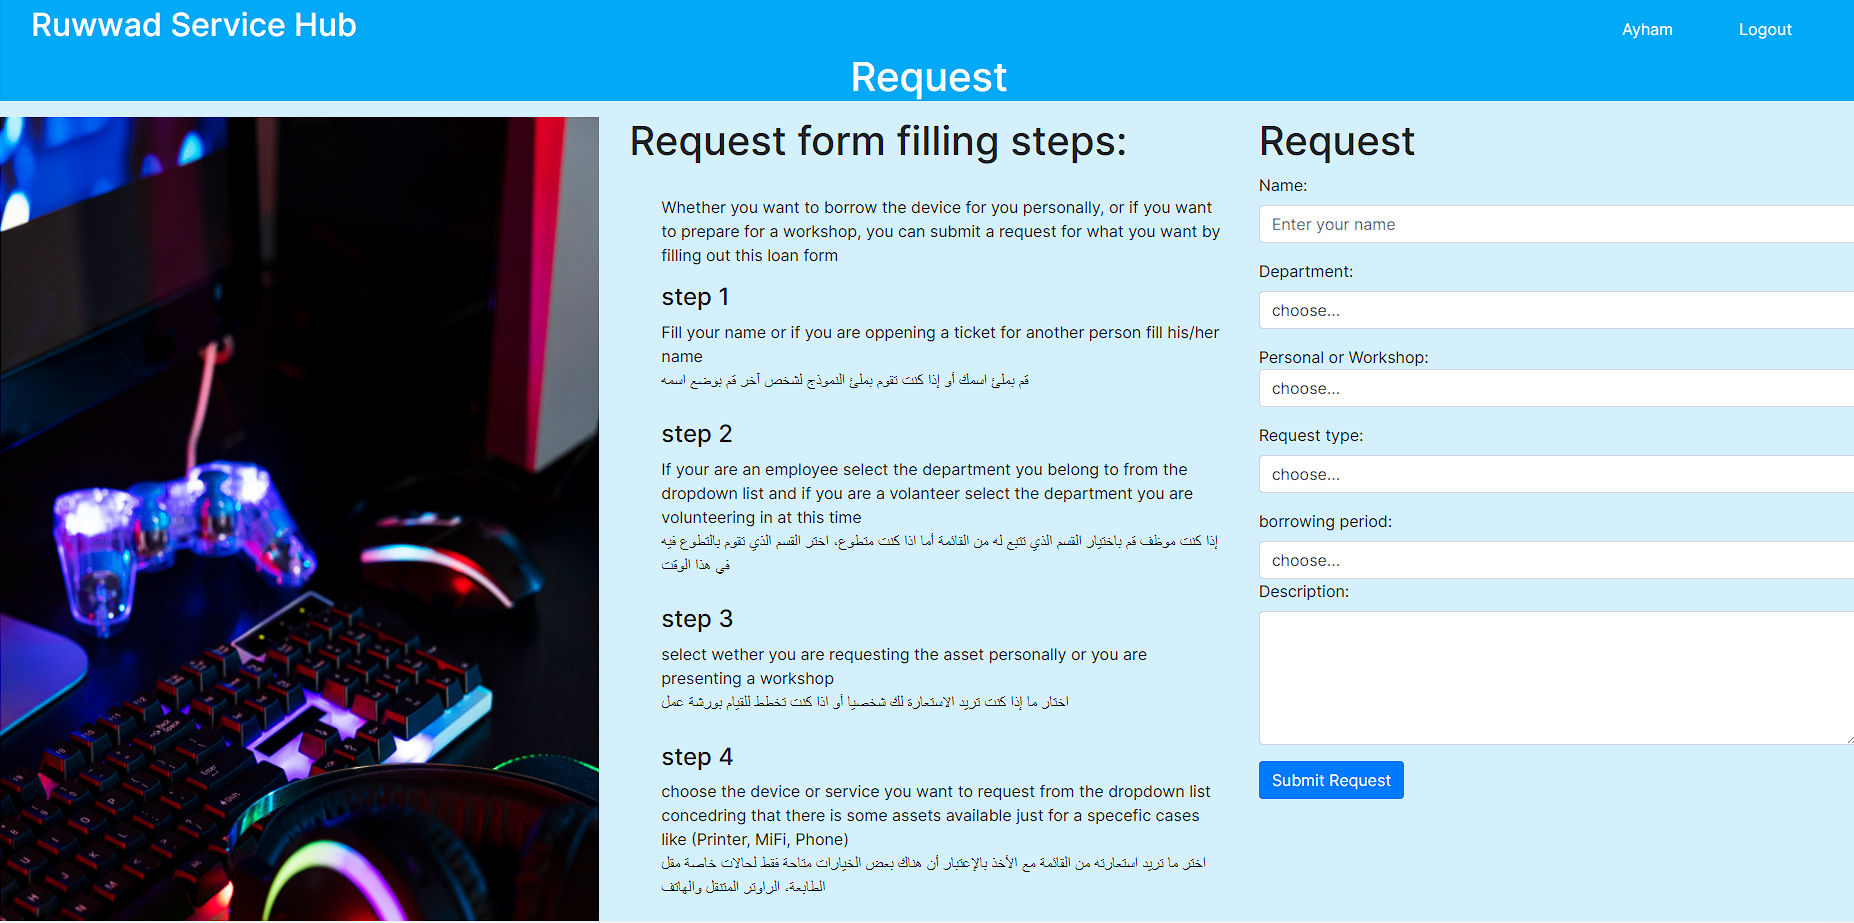 Ruwwad Service Hub
Ayham
Logout
Request
Request form filling steps:
Whether you want to borrow the device for you personally, or if you want
to prepare for a workshop, you can submit a request for what you want by
filling out this loan form
step 1
Fill your name or if you are oppening a ticket for another person fill his/her
name
قم بملئ اسمك أو إذا كنت تقوم بملئ النموذج لشخص آخر قم بوضع اسمه
step 2
If your are an employee select the department you belong to from the
dropdown list and if you are a volanteer select the department you are
volunteering in at this time
إذا كنت موظف قم باختيار القسم الذي تتبع له من القائمة أما اذا كنت متطوع، اختر القسم الذي تقوم بالتطوع فيه
في هذا الوقت
step 3
select wether you are requesting the asset personally or you are
presenting a workshop
اختار ما إذا كنت تريد الاستعارة لك شخصيا أو اذا كنت تخطط للقيام بورشة عمل
step 4
choose the device or service you want to request from the dropdown list
concedring that there is some assets available just for a specefic cases
like (Printer, MiFi, Phone)
اختر ما تريد استعارته من القائمة مع الأخذ بالإعتبار أن هناك بعض الخيارات متاحة فقط لحالات خاصة مقل
الطابعة، الراوتر المتنقل والهاتف
Request
Name:
Enter your name
Department:
choose...
Personal or Workshop:
choose...
Request type:
choose...
borrowing period:
choose...
Description:
Submit Request